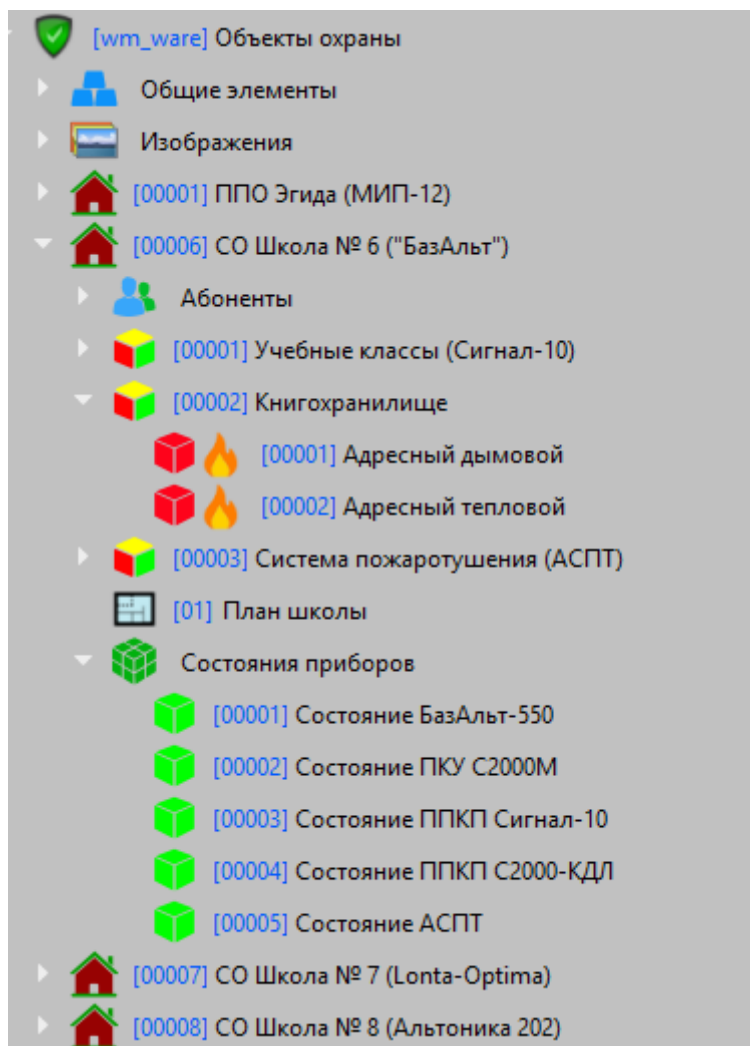 [wm_ware] Объекты охраны
Общие элементы
Изображения
[00001] ППО Эгида (МИП-12)
[00006] СО Школа № 6 ("БазАльт")
Абоненты
[00001] Учебные классы (Сигнал-10)
[00002] Книгохранилище
[00001] Адресный дымовой
[00002] Адресный тепловой
[00003] Система пожаротушения (АСПТ)
[01] План школы
Состояния приборов
[00001] Состояние БазАльт-550
[00002] Состояние ПКУ С2000М
[00003] Состояние ППКП Сигнал-10
[00004] Состояние ППКП С2000-КДЛ
[00005] Состояние АСПТ
[00007] СО Школа № 7 (Lonta-Optima)
[00008] СО Школа № 8 (Альтоника 202)